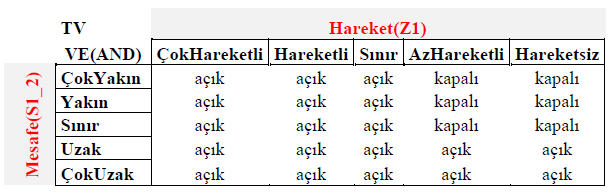 TV Hareket(Z1)
VE(AND) ÇokHareketli Hareketli Sınır AzHareketli Hareketsiz
Mesafe(S1_2)
ÇokYakın açık açık açık kapalı kapalı
Yakın açık açık açık kapalı kapalı
Sınır açık açık açık kapalı kapalı
Uzak açık açık açık açık açık
ÇokUzak açık açık açık açık açık